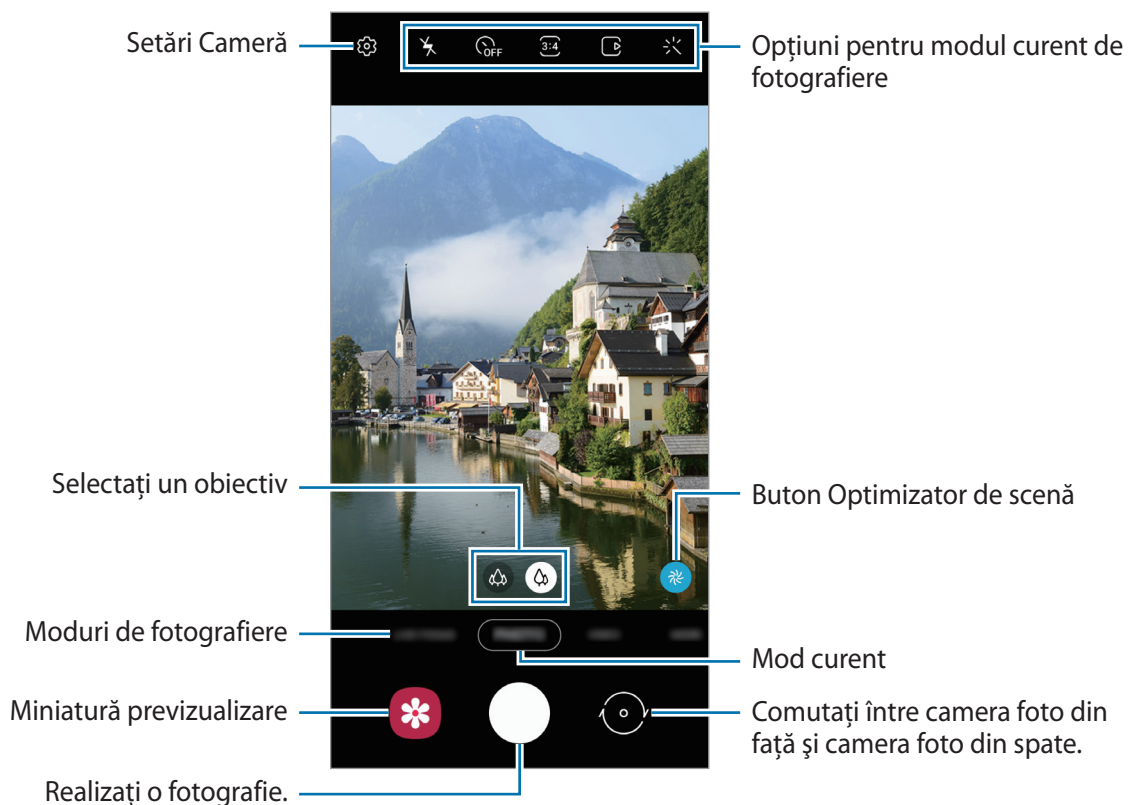 Setări Cameră
OFF
3:4
Opțiuni pentru modul curent de
fotografiere
Selectați un obiectiv
Buton Optimizator de scenă
Moduri de fotografiere
Mod curent
Miniatură previzualizare
Comutați între camera foto din
față şi camera foto din spate.
Realizați o fotografie.